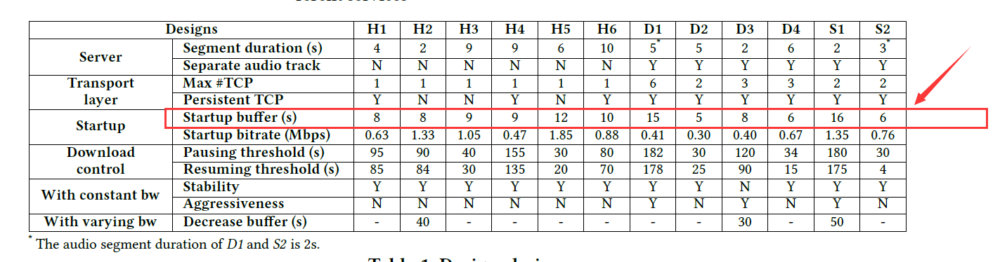 Designs H1 H2 H3 H4 H5 H6 D1 D2 D3 D4 S1 S2
Server
Segment duration (s) 4 2 9 9 6 10 5* 5 2 6 2 3*
Separate audio track N N N N N N Y Y Y Y Y Y
Transport layer
Max #TCP 1 1 1 1 1 1 6 2 3 3 2 2
Persistent TCP Y N N Y N Y Y Y Y Y Y Y
Startup
Startup buffer (s) 8 8 9 9 12 10 15 5 8 6 16 6
Startup bitrate (Mbps) 0.63 1.33 1.05 0.47 1.85 0.88 0.41 0.30 0.40 0.67 1.35 0.76
Download control
Pausing threshold (s) 95 90 40 155 30 80 182 30 120 34 180 30
Resuming threshold (s) 85 84 30 135 20 70 178 25 90 15 175 4
With constant bw
Stability Y Y Y Y Y Y Y Y N Y Y Y
Aggressiveness N N N N N N Y N Y N Y N
With varying bw Decrease buffer (s) - 40 - - - - - - 30 - 50 -
* The audio segment duration of D1 and S2 is 2s.